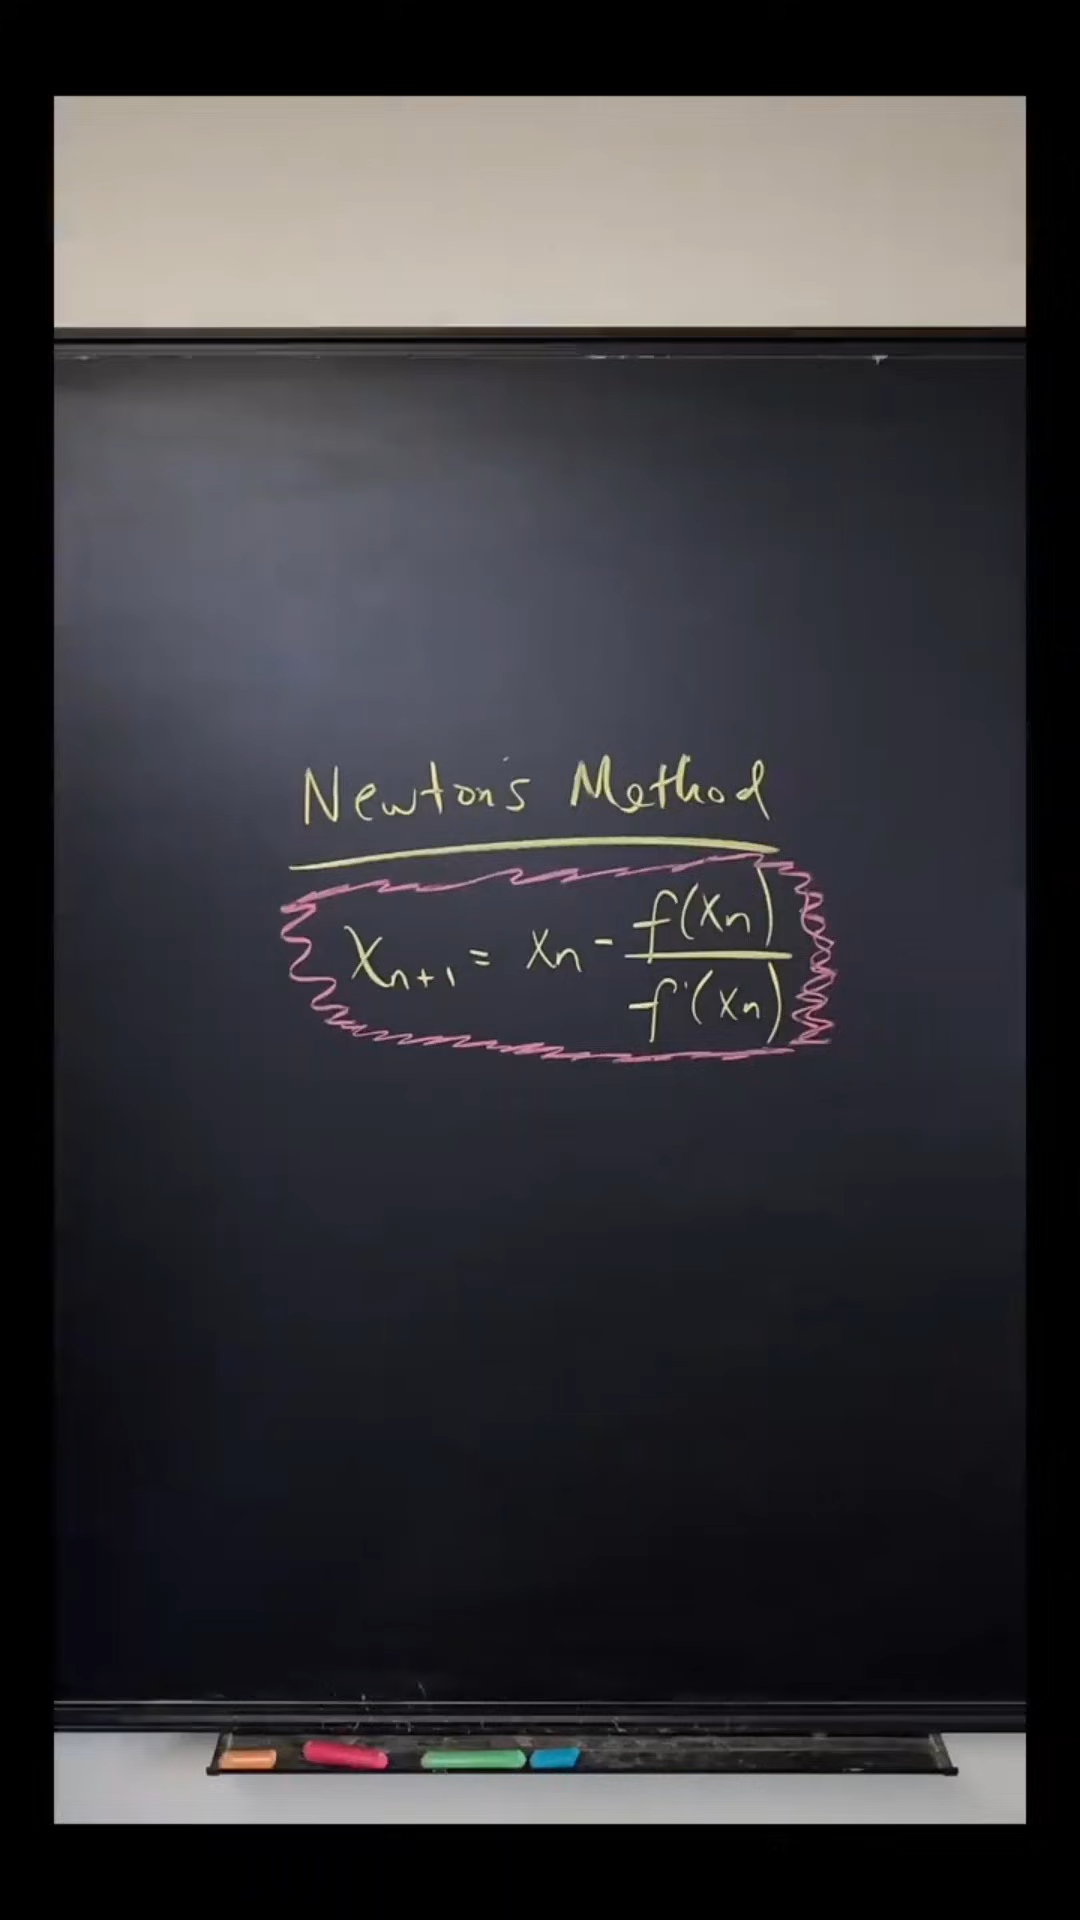 Newton's Method
Xn+1 = Xn - f(Xn)/f'(Xn)